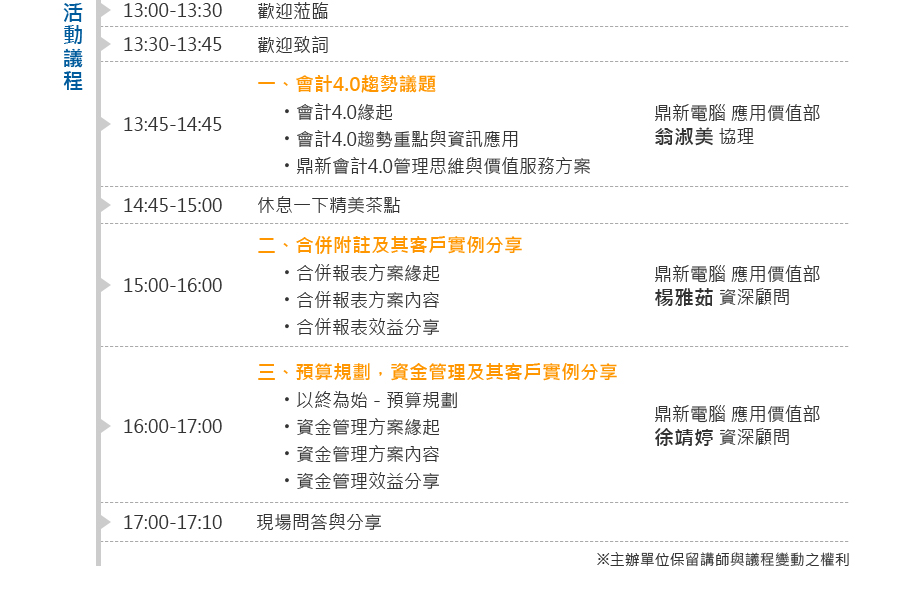 活動議程
13:00-13:30 歡迎蒞臨
13:30-13:45 歡迎致詞
一、會計4.0趨勢議題
13:45-14:45
・會計4.0緣起
・會計4.0趨勢重點與資訊應用
・鼎新會計4.0管理思維與價值服務方案
鼎新電腦 應用價值部
翁淑美 協理
14:45-15:00 休息一下精美茶點
二、合併附註及其客戶實例分享
15:00-16:00
・合併報表方案緣起
・合併報表方案內容
・合併報表效益分享
鼎新電腦 應用價值部
楊雅茹 資深顧問
三、預算規劃，資金管理及其客戶實例分享
16:00-17:00
・以終為始 - 預算規劃
・資金管理方案緣起
・資金管理方案內容
・資金管理效益分享
鼎新電腦 應用價值部
徐靖婷 資深顧問
17:00-17:10 現場問答與分享
※主辦單位保留講師與議程變動之權利